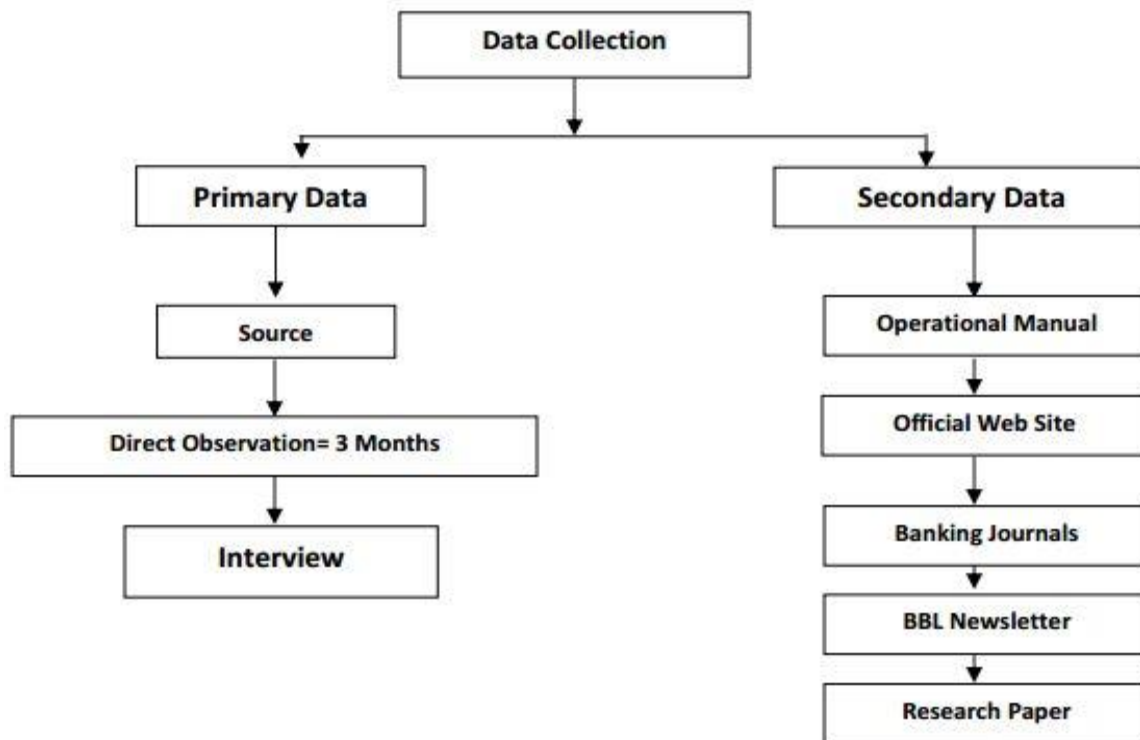 Data Collection
Primary Data
Secondary Data
Source
Operational Manual
Direct Observation= 3 Months
Official Web Site
Interview
Banking Journals
BBL Newsletter
Research Paper